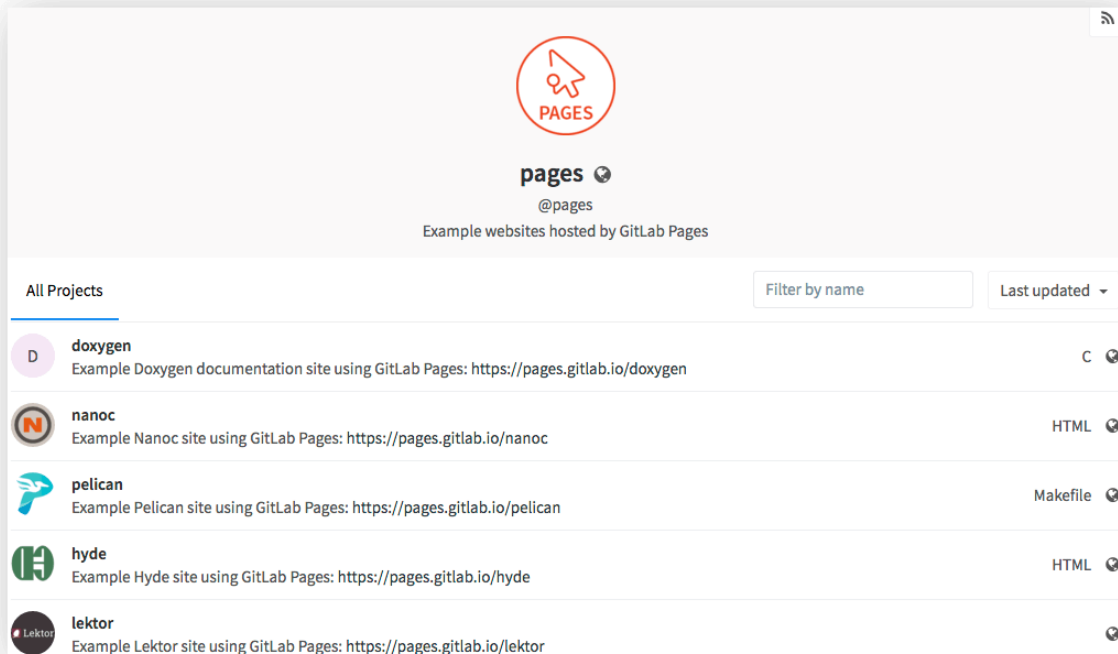 PAGES
pages
@pages
Example websites hosted by GitLab Pages
All Projects
Filter by name
Last updated
D
doxygen
Example Doxygen documentation site using GitLab Pages: https://pages.gitlab.io/doxygen
C
N
nanoc
Example Nanoc site using GitLab Pages: https://pages.gitlab.io/nanoc
HTML
pelican
Example Pelican site using GitLab Pages: https://pages.gitlab.io/pelican
Makefile
hyde
Example Hyde site using GitLab Pages: https://pages.gitlab.io/hyde
HTML
Lektor
lektor
Example Lektor site using GitLab Pages: https://pages.gitlab.io/lektor